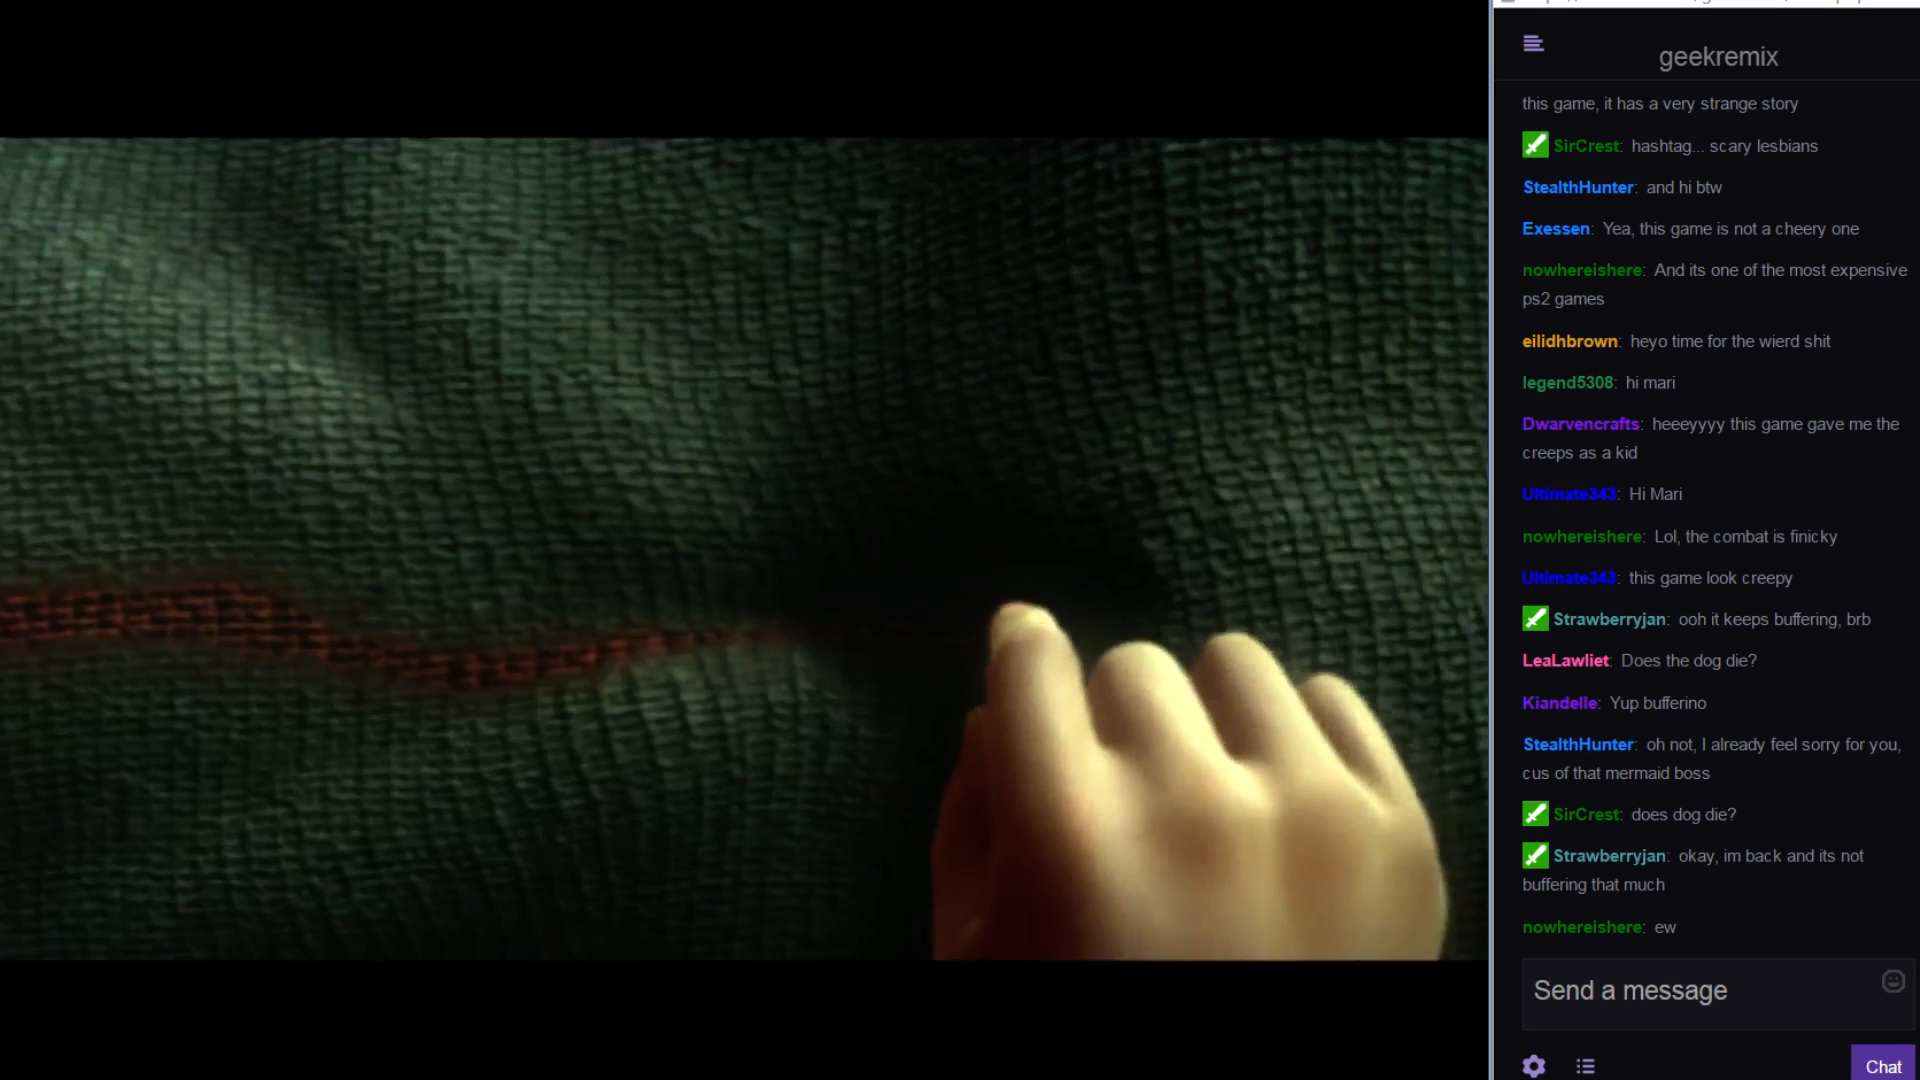 geekremix
this game, it has a very strange story
SirCrest: hashtag... scary lesbians
StealthHunter: and hi btw
Exessen: Yea, this game is not a cheery one
nowhereishere: And its one of the most expensive
ps2 games
eilidhbrown: heyo time for the wierd shit
legend5308: hi mari
Dwarvencrafts: heeeyyyy this game gave me the
creeps as a kid
Ultimate343: Hi Mari
nowhereishere: Lol, the combat is finicky
Ultimate343: this game look creepy
Strawberryjan: ooh it keeps buffering, brb
LeaLawliet: Does the dog die?
Kiandelle: Yup bufferino
StealthHunter: oh not, I already feel sorry for you,
cus of that mermaid boss
SirCrest: does dog die?
Strawberryjan: okay, im back and its not
buffering that much
nowhereishere: ew
Send a message
Chat